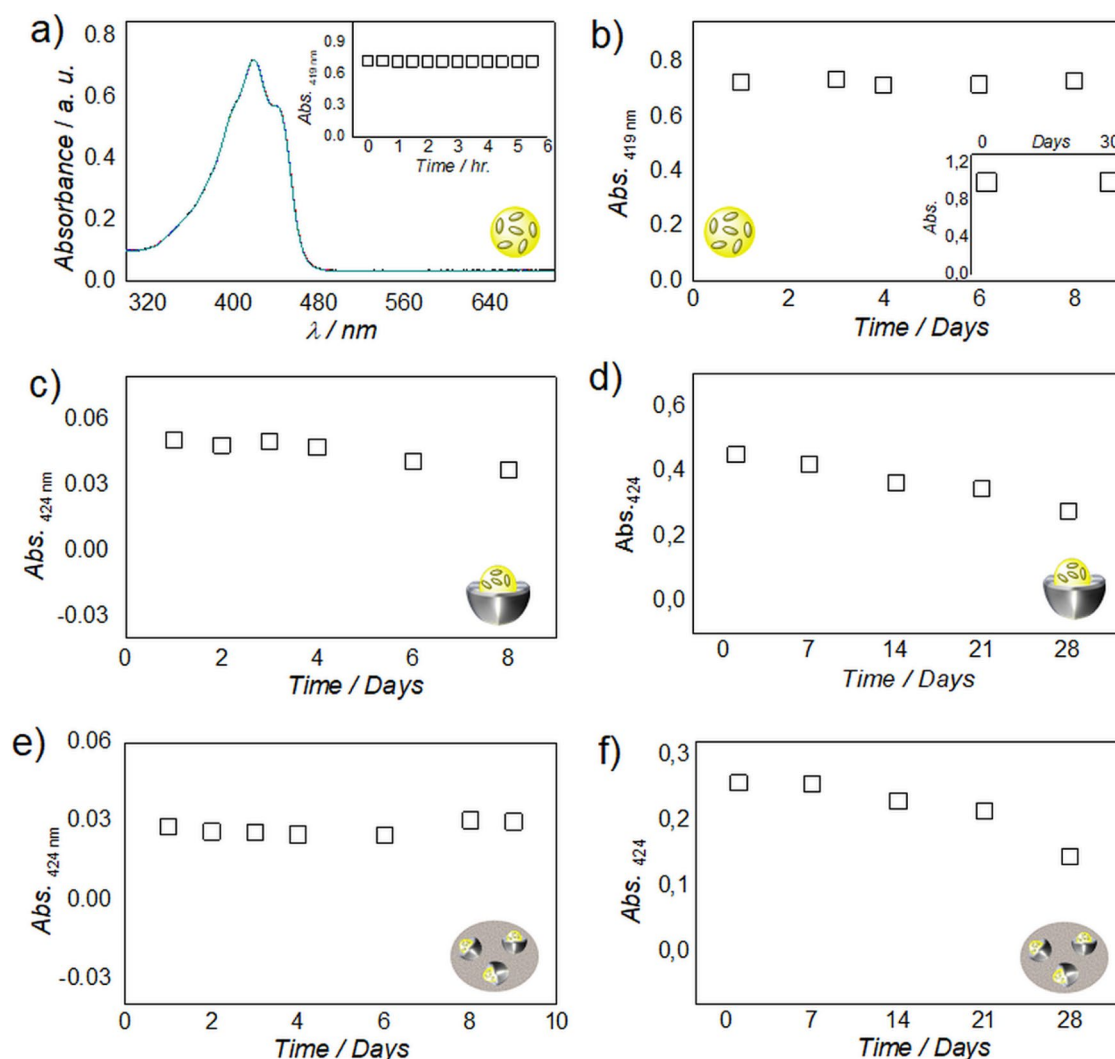 a)
0.8
0.6
0.4
0.2
0.0
Absorbance / a. u.
320 400 480 560 640
λ / nm
0.9
0.6
0.3
0.0
Abs. 419 nm
0 1 2 3 4 5 6
Time / hr.
b)
0.8
0.6
0.4
0.2
0.0
Abs. 419 nm
0 2 4 6 8
Time / Days
0 Days 30
1,2
0,8
0,4
0,0
Abs.
c)
0.06
0.03
0.00
-0.03
Abs. 424 nm
0 2 4 6 8
Time / Days
d)
0,6
0,4
0,2
0,0
Abs.424
0 7 14 21 28
Time / Days
e)
0.06
0.03
0.00
-0.03
Abs. 424 nm
0 2 4 6 8 10
Time / Days
f)
0,3
0,2
0,1
0,0
Abs. 424
0 7 14 21 28
Time / Days